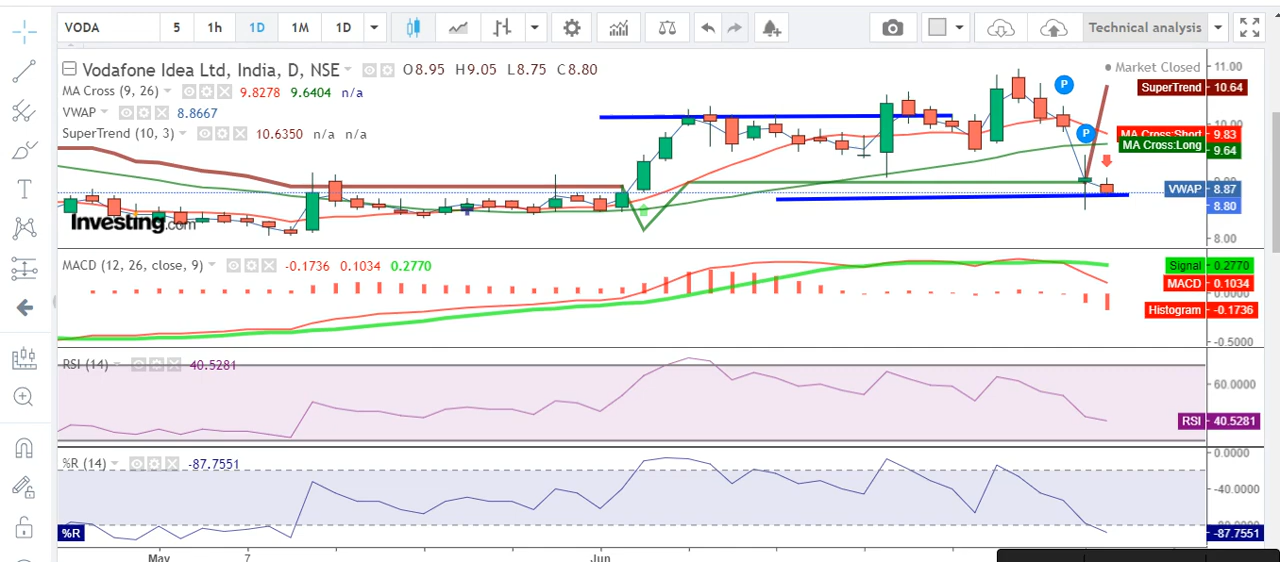 VODA 5 1h 1D 1M 1D Technical analysis
Vodafone Idea Ltd, India, D, NSE O8.95 H9.05 L8.75 C8.80
Market Closed
11.00
MA Cross (9, 26) 9.8278 9.6404 n/a
SuperTrend 10.64
VWAP 8.8667
SuperTrend (10, 3) 10.6350 n/a n/a
P
P
10.00
MA Cross:Short 9.83
MA Cross:Long 9.64
9.00
VWAP 8.87
8.80
Investing.com
8.00
MACD (12, 26, close, 9) -0.1736 0.1034 0.2770
Signal 0.2770
MACD 0.1034
0.0000
Histogram -0.1736
-0.5000
RSI (14) 40.5281
60.0000
RSI 40.5281
%R (14) -87.7551
0.0000
-40.0000
%R
-87.7551
May 7 Jun